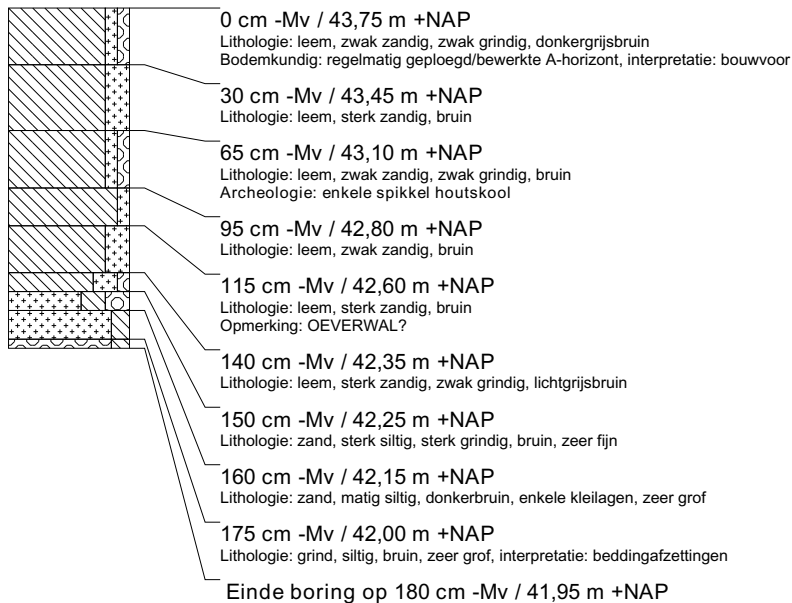 0 cm -Mv / 43,75 m +NAP
Lithologie: leem, zwak zandig, zwak grindig, donkergrijsbruin
Bodemkundig: regelmatig geploegd/bewerkte A-horizont, interpretatie: bouwvoor
30 cm -Mv / 43,45 m +NAP
Lithologie: leem, sterk zandig, bruin
65 cm -Mv / 43,10 m +NAP
Lithologie: leem, zwak zandig, zwak grindig, bruin
Archeologie: enkele spikkel houtskool
95 cm -Mv / 42,80 m +NAP
Lithologie: leem, zwak zandig, bruin
115 cm -Mv / 42,60 m +NAP
Lithologie: leem, sterk zandig, bruin
Opmerking: OEVERWAL?
140 cm -Mv / 42,35 m +NAP
Lithologie: leem, sterk zandig, zwak grindig, lichtgrijsbruin
150 cm -Mv / 42,25 m +NAP
Lithologie: zand, sterk siltig, sterk grindig, bruin, zeer fijn
160 cm -Mv / 42,15 m +NAP
Lithologie: zand, matig siltig, donkerbruin, enkele kleilagen, zeer grof
175 cm -Mv / 42,00 m +NAP
Lithologie: grind, siltig, bruin, zeer grof, interpretatie: beddingafzettingen
Einde boring op 180 cm -Mv / 41,95 m +NAP